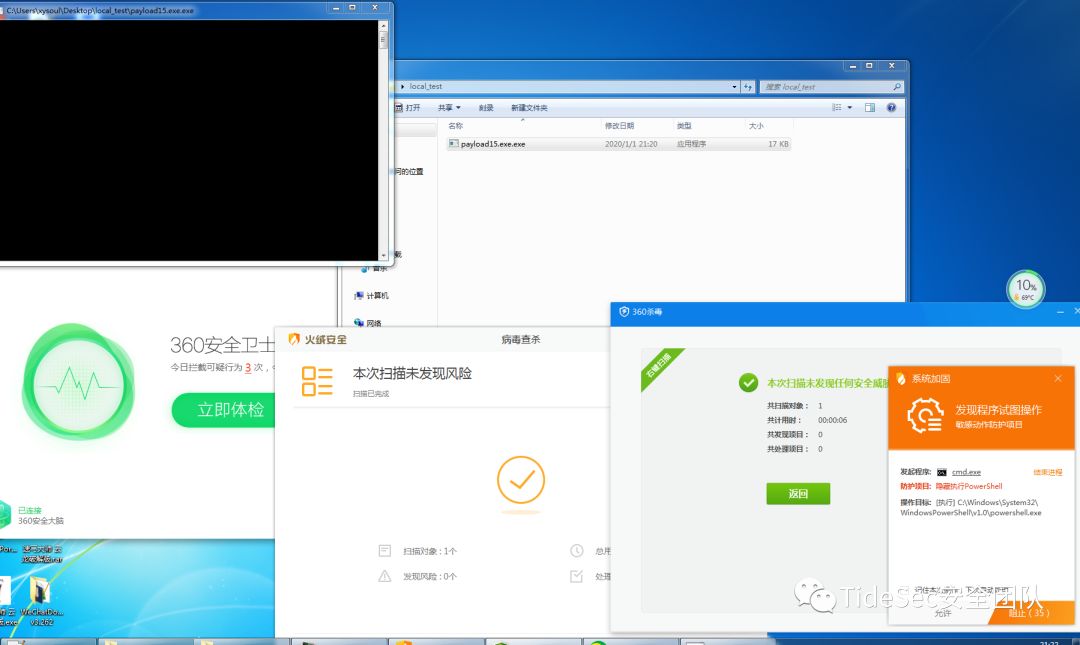 C:\Users\xysoul\Desktop\local_test\payload15.exe.exe
local_test
搜索 local_test
打开
共享
刻录
新建文件夹
名称
修改日期
类型
大小
payload15.exe.exe
2020/1/1 21:20
应用程序
17 KB
问的位置
载
音乐
计算机
网络
10%
69°C
360安全卫士
今日拦截可疑行为 3 次,
立即体检
已连接
360安全大脑
火绒安全
病毒查杀
本次扫描未发现风险
扫描已完成
扫描对象 : 1个
发现风险 : 0个
总用
处理
360杀毒
右键扫描
本次扫描未发现任何安全威胁
共扫描对象: 1
共计用时: 00:00:06
共发现项目: 0
共处理项目: 0
返回
系统加固
发现程序试图操作
敏感动作防护项目
发起程序: cmd.exe
结束进程
防护项目: 隐藏执行PowerShell
操作目标: [执行] C:\Windows\System32\
WindowsPowerShell\v1.0\powershell.exe
允许
阻止 ( 35 )
TideSec安全团队
WeChatDo...
v3.262